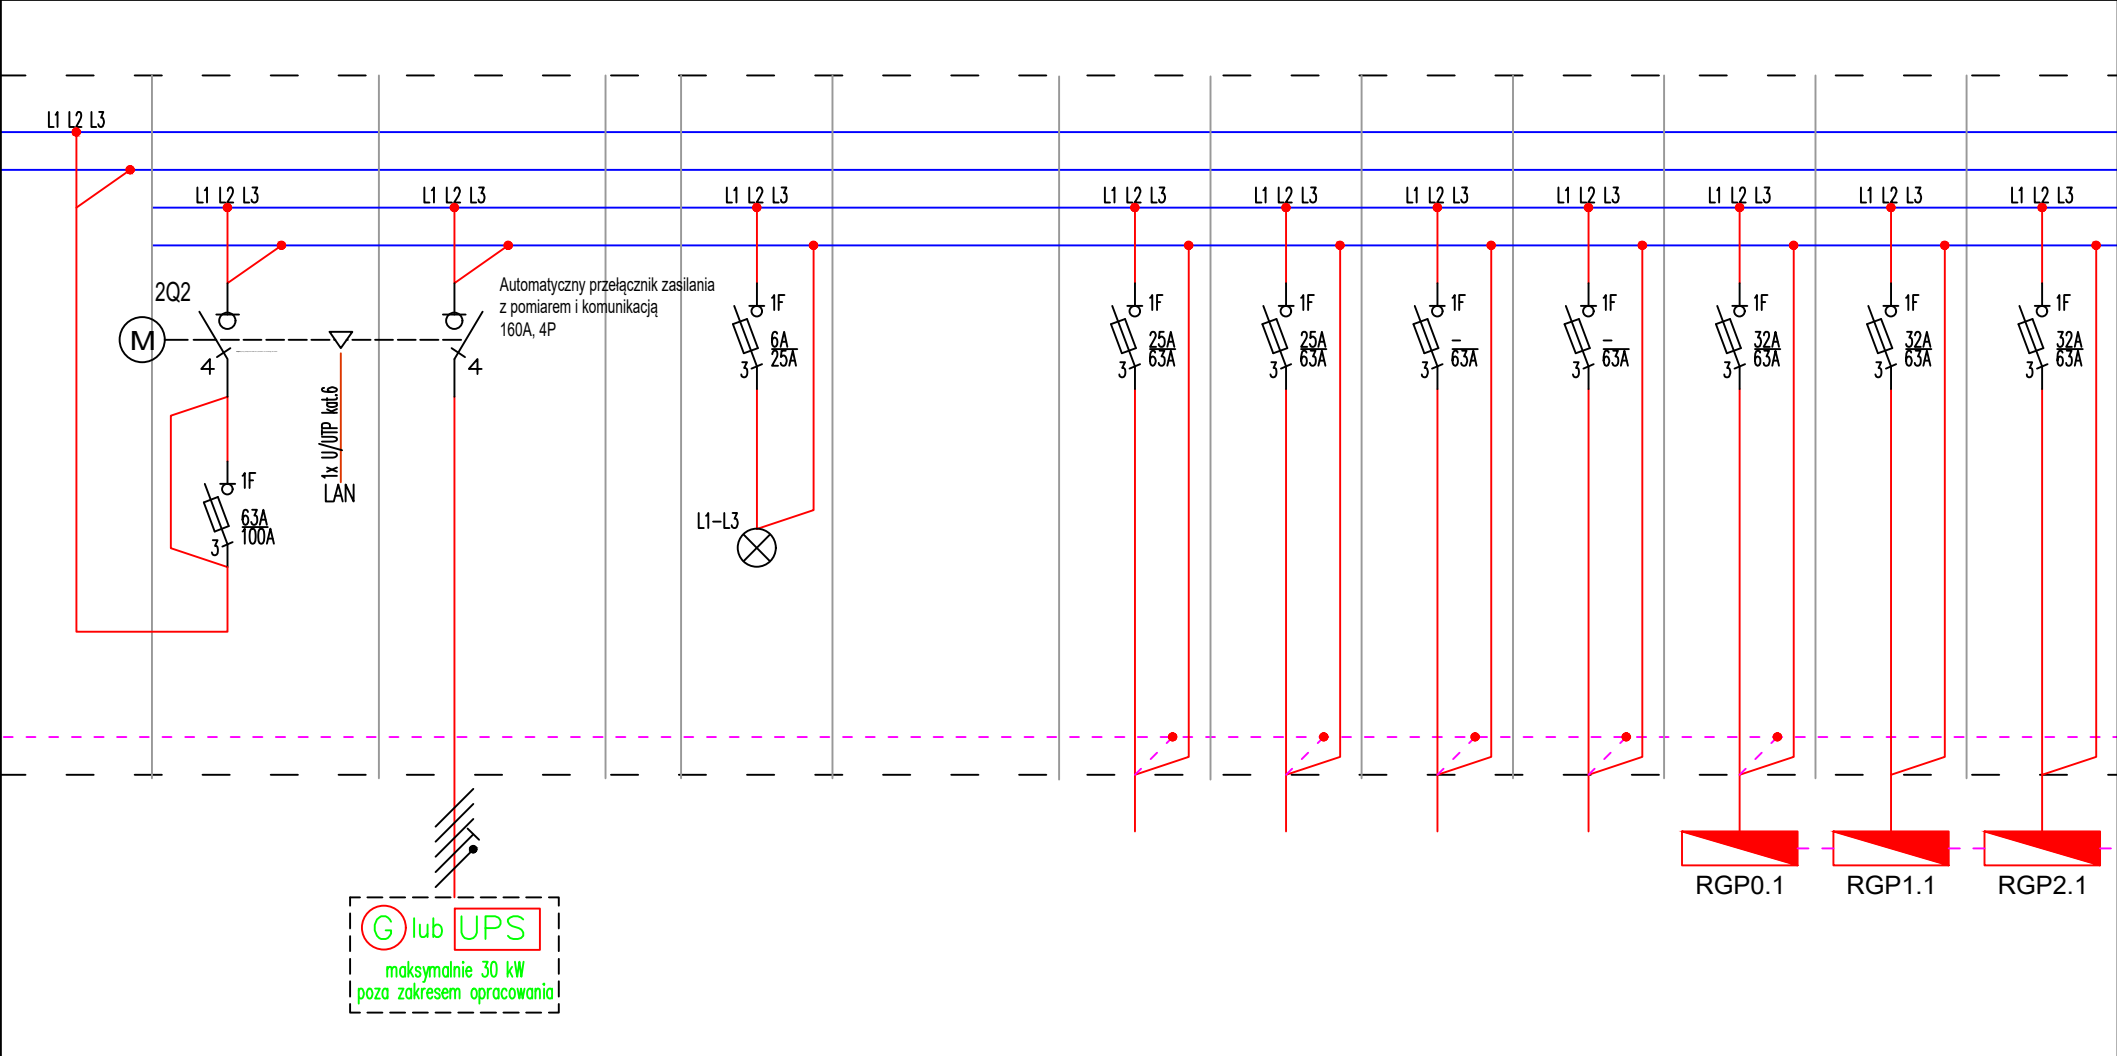 L1 L2 L3
L1 L2 L3
L1 L2 L3
L1 L2 L3
L1 L2 L3
L1 L2 L3
L1 L2 L3
L1 L2 L3
L1 L2 L3
L1 L2 L3
L1 L2 L3
2Q2
M
4
4
Automatyczny przełącznik zasilania
z pomiarem i komunikacją
160A, 4P
1x U/UTP kat.6
LAN
1F
63A
100A
3
1F
6A
25A
3
L1-L3
1F
25A
63A
3
1F
25A
63A
3
1F
-
63A
3
1F
-
63A
3
1F
32A
63A
3
1F
32A
63A
3
1F
32A
63A
3
RGP0.1
RGP1.1
RGP2.1
G lub UPS
maksymalnie 30 kW
poza zakresem opracowania